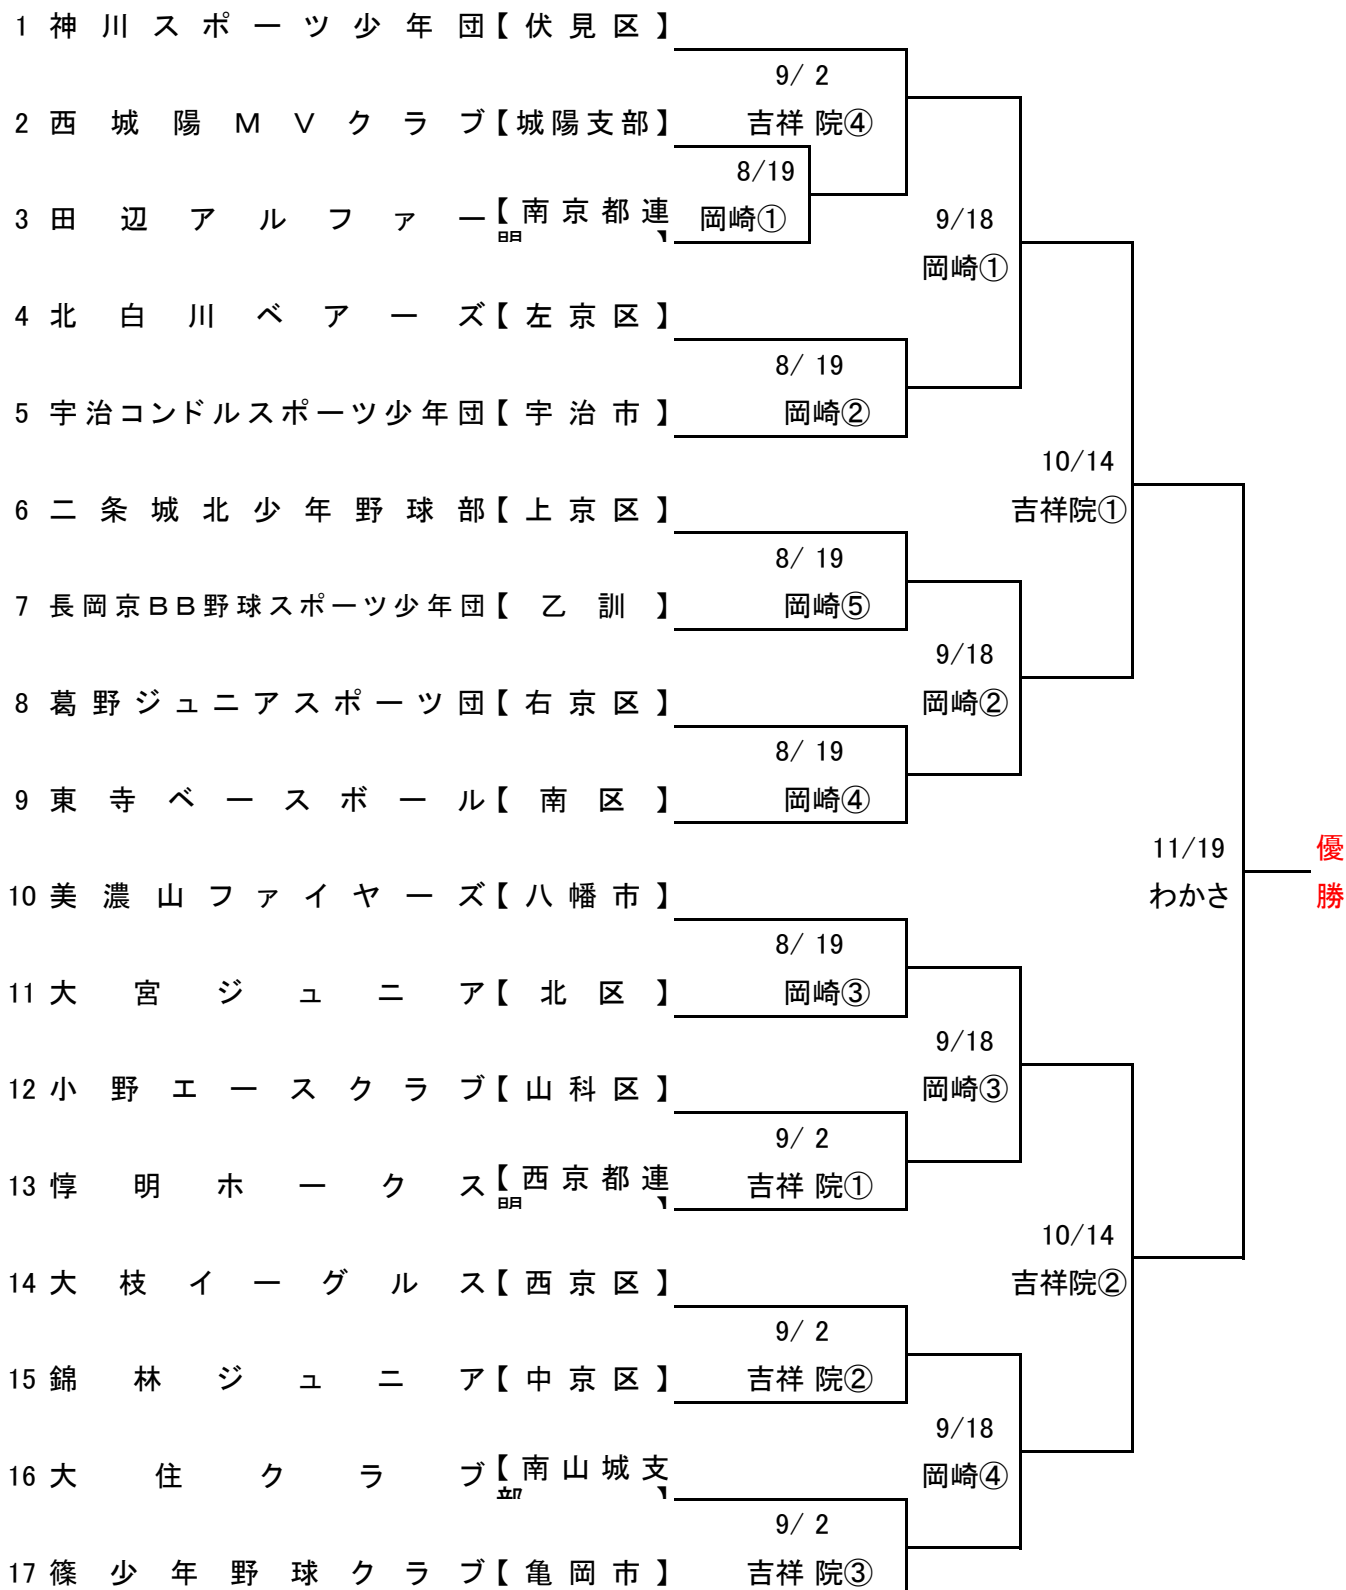 1 神川スポーツ少年団【伏見区】
9/ 2
2 西城陽MVクラブ【城陽支部】
吉祥 院④
8/19
3 田辺アルファー【南京都連
岡崎①
9/18
岡崎①
4 北白川ベアーズ【左京区】
8/ 19
5 宇治コンドルスポーツ少年団【宇治市】
岡崎②
10/14
吉祥院①
6 二条城北少年野球部【上京区】
8/ 19
7 長岡京BB野球スポーツ少年団【乙訓】
岡崎⑤
9/18
岡崎②
8 葛野ジュニアスポーツ団【右京区】
8/ 19
9 東寺ベースボール【南区】
岡崎④
11/19
わかさ
優
勝
10 美濃山ファイヤーズ【八幡市】
8/ 19
11 大宮ジュニア【北区】
岡崎③
9/18
岡崎③
12 小野エースクラブ【山科区】
9/ 2
13 惇明ホークス【西京都連
吉祥 院①
10/14
吉祥院②
14 大枝イーグルス【西京区】
9/ 2
15 錦林ジュニア【中京区】
吉祥 院②
9/18
岡崎④
16 大住クラブ【南山城支
9/ 2
17 篠少年野球クラブ【亀岡市】
吉祥 院③